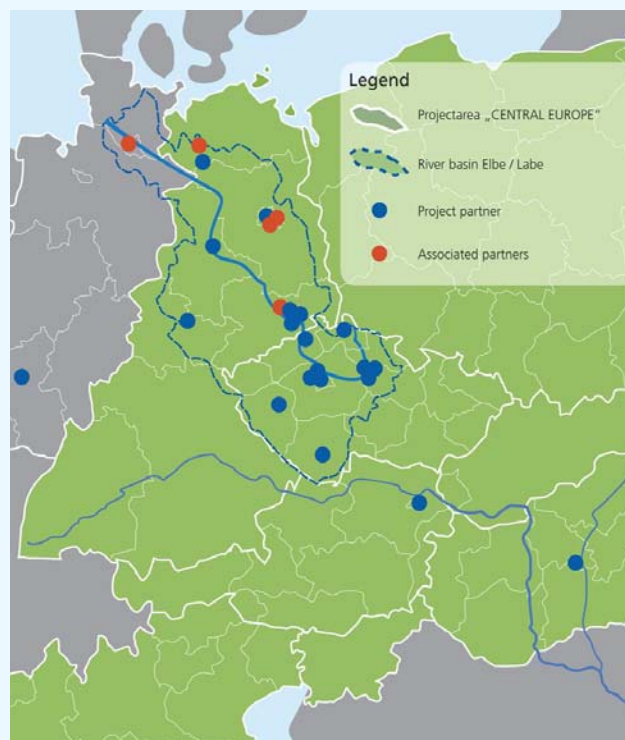 Legend
Projectarea „CENTRAL EUROPE"
River basin Elbe / Labe
Project partner
Associated partners